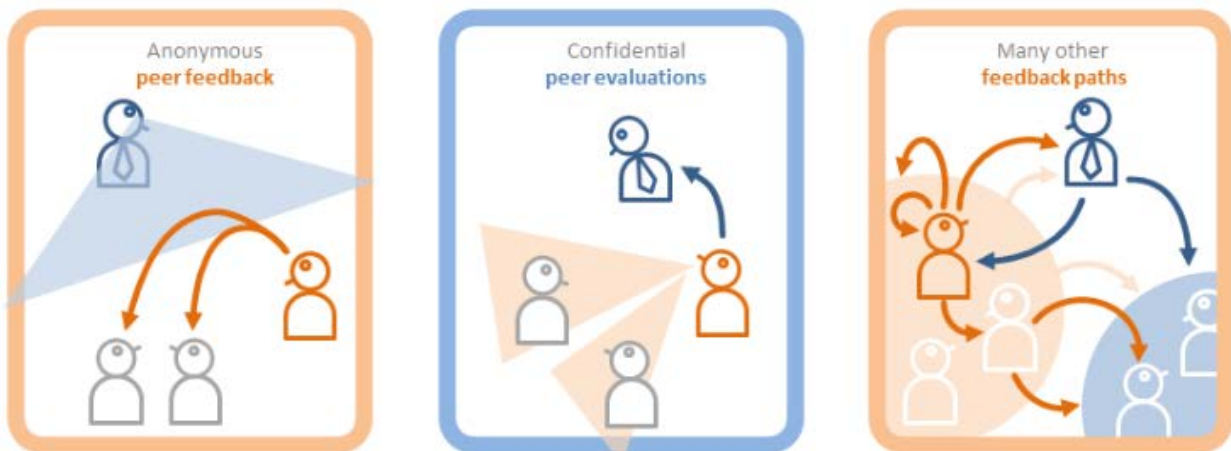 Anonymous
peer feedback
Confidential
peer evaluations
Many other
feedback paths